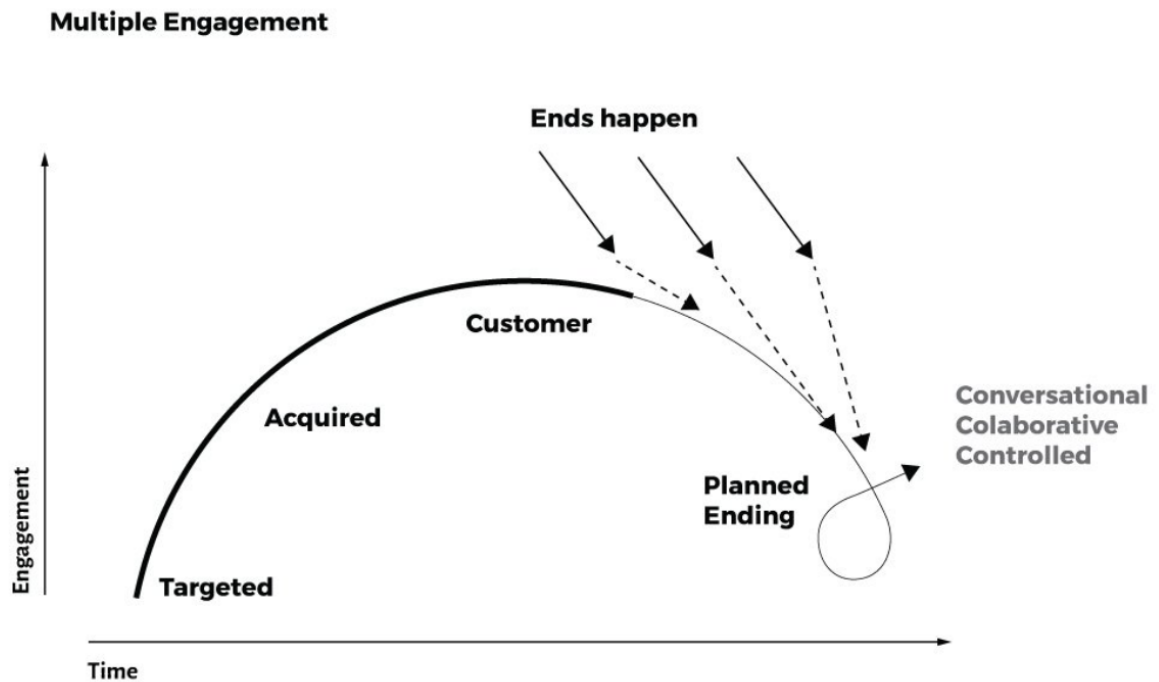 Multiple Engagement
Ends happen
Customer
Acquired
Conversational
Colaborative
Controlled
Planned
Ending
Engagement
Targeted
Time